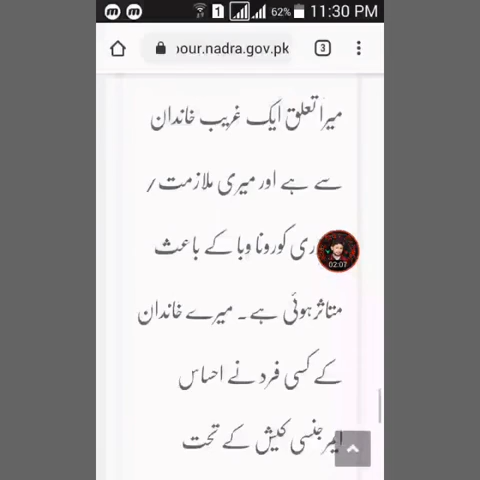 11:30 PM
62%
1
our.nadra.gov.pk
3
میرا تعلق ایک غریب خاندان
سے ہے اور میری ملازمت /
ری کورونا وبا کے باعث
02:07
متاثر ہوئی ہے۔ میرے خاندان
کے کسی فرد نے احساس
ایمرجنسی کیش کے تحت